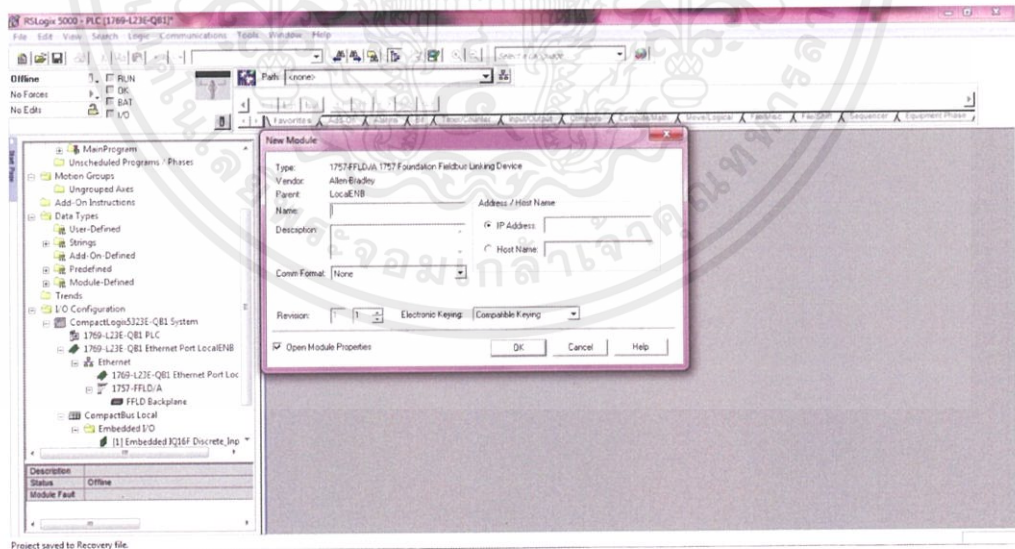 RSLogix 5000 - PLC [1769-L23E-QB1]*
File Edit View Search Logic Communications Tools Window Help
Offline
RUN
Path: <none>
No Forces
OK
BAT
No Edits
I/O
Favorites Add-On Alarms Bit Timer/Counter Input/Output Compare Compute/Math Move/Logical File/Misc. File/Shift Sequencer Equipment Phase
Start Page
MainProgram
Unscheduled Programs / Phases
Motion Groups
Ungrouped Axes
Add-On Instructions
Data Types
User-Defined
Strings
Add-On-Defined
Predefined
Module-Defined
Trends
I/O Configuration
CompactLogix5323E-QB1 System
1769-L23E-QB1 PLC
1769-L23E-QB1 Ethernet Port LocalENB
Ethernet
1769-L23E-QB1 Ethernet Port Loc
1757-FFLD/A
FFLD Backplane
CompactBus Local
Embedded I/O
[1] Embedded IQ16F Discrete_Inp
Description
Status Offline
Module Fault
New Module
Type: 1757-FFLD/A 1757 Foundation Fieldbus Linking Device
Vendor: Allen-Bradley
Parent: LocalENB
Name:
Address / Host Name
Description:
IP Address:
Host Name:
Comm Format: None
Revision: 1 1 Electronic Keying: Compatible Keying
Open Module Properties OK Cancel Help
Project saved to Recovery file.